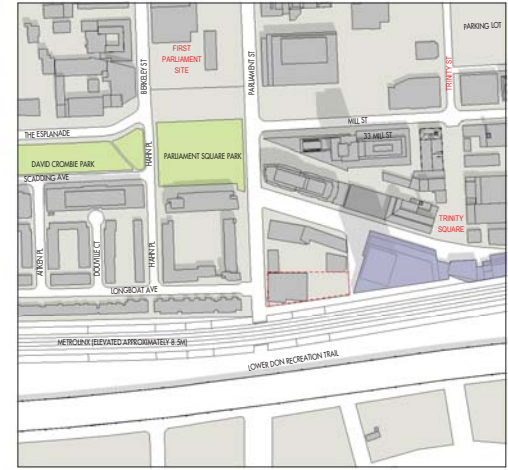 PARKING LOT
FIRST
PARLIAMENT
SITE
BERKELEY ST
PARLIAMENT ST
TRINITY ST
MILL ST
THE ESPLANADE
33 MILL ST
HAHN PL
DAVID CROMBIE PARK
PARLIAMENT SQUARE PARK
SCADDING AVE
TRINITY
SQUARE
AITKEN PL
DOUVILLE CT
HAHN PL
LONGBOAT AVE
METROLINX (ELEVATED APPROXIMATELY 8.5M)
LOWER DON RECREATION TRAIL